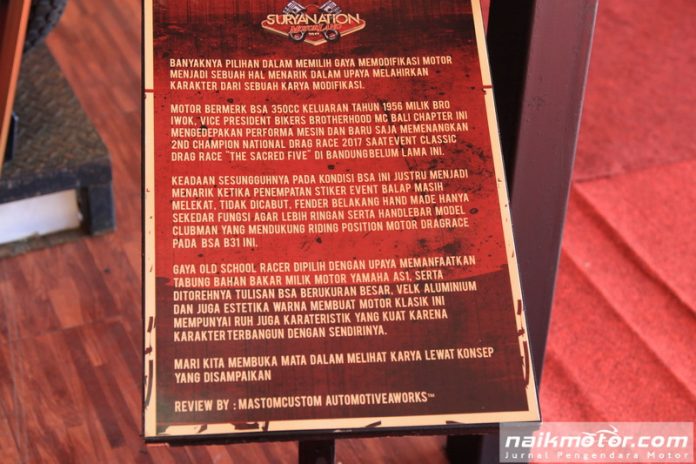 SURYANATION
MOTORLAND
BANYAKNYA PILIHAN DALAM MEMILIH GAYA MEMODIFIKASI MOTOR
MENJADI SEBUAH HAL MENARIK DALAM UPAYA MELAHIRKAN
KARAKTER DARI SEBUAH KARYA MODIFIKASI.
MOTOR BERMERK BSA 350CC KELUARAN TAHUN 1956 MILIK BRO
IWOK, VICE PRESIDENT BIKERS BROTHERHOOD MC BALI CHAPTER INI
MENGEDEPAKAN PERFORMA MESIN DAN BARU SAJA MEMENANGKAN
2ND CHAMPION NATIONAL DRAG RACE 2017 SAAT EVENT CLASSIC
DRAG RACE "THE SACRED FIVE" DI BANDUNG BELUM LAMA INI.
KEADAAN SESUNGGUHNYA PADA KONDISI BSA INI JUSTRU MENJADI
MENARIK KETIKA PENEMPATAN STIKER EVENT BALAP MASIH
MELEKAT, TIDAK DICABUT, FENDER BELAKANG HAND MADE HANYA
SEKEDAR FUNGSI AGAR LEBIH RINGAN SERTA HANDLEBAR MODEL
CLUBMAN YANG MENDUKUNG RIDING POSITION MOTOR DRAGRACE
PADA BSA B31 INI.
GAYA OLD SCHOOL RACER DIPILIH DENGAN UPAYA MEMANFAATKAN
TABUNG BAHAN BAKAR MILIK MOTOR YAMAHA AS1, SERTA
DITOREHNYA TULISAN BSA BERUKURAN BESAR, VELK ALUMINIUM
DAN JUGA ESTETIKA WARNA MEMBUAT MOTOR KLASIK INI
MEMPUNYAI RUH JUGA KARATERISTIK YANG KUAT KARENA
KARAKTER TERBANGUN DENGAN SENDIRINYA.
MARI KITA MEMBUKA MATA DALAM MELIHAT KARYA LEWAT KONSEP
YANG DISAMPAIKAN
REVIEW BY : MASTOMCUSTOM AUTOMOTIVEAWORKS™
naikmotor.com
Jurnal Pengendara Motor